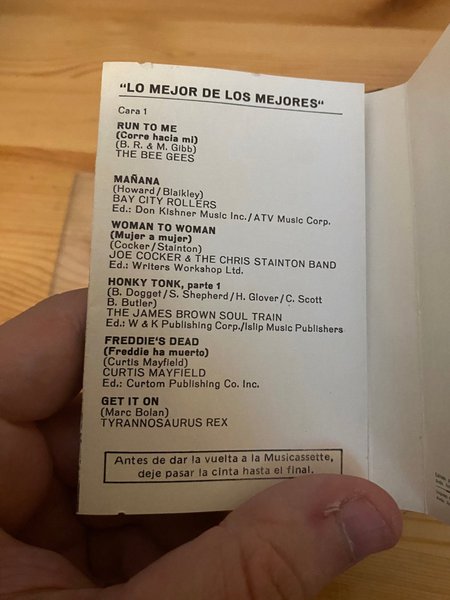 "LO MEJOR DE LOS MEJORES"
Cara 1
RUN TO ME
(Corre hacia mi)
(B. R. & M. Gibb)
THE BEE GEES
MAÑANA
(Howard/Blaikley)
BAY CITY ROLLERS
Ed.: Don Kishner Music Inc./ATV Music Corp.
WOMAN TO WOMAN
(Mujer a mujer)
(Cocker/Stainton)
JOE COCKER & THE CHRIS STAINTON BAND
Ed.: Writers Workshop Ltd.
HONKY TONK, parte 1
(B. Dogget/S. Shepherd/H. Glover/C. Scott
B. Butler)
THE JAMES BROWN SOUL TRAIN
Ed.: W & K Publishing Corp./Islip Music Publishers
FREDDIE'S DEAD
(Freddie ha muerto)
(Curtis Mayfield)
CURTIS MAYFIELD
Ed.: Curtom Publishing Co. Inc.
GET IT ON
(Marc Bolan)
TYRANNOSAURUS REX
Antes de dar la vuelta a la Musicassette,
deje pasar la cinta hasta el final.